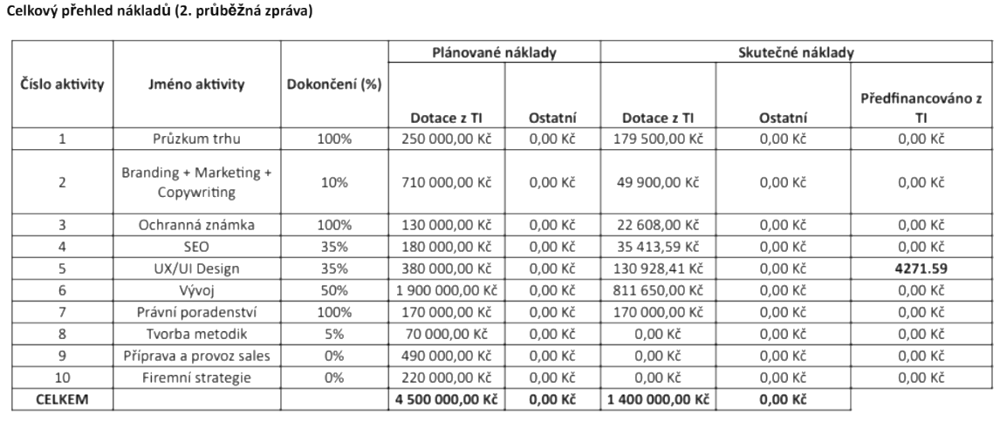 Celkový přehled nákladů (2. průběžná zpráva)
Číslo aktivity Jméno aktivity Dokončení (%) Plánované náklady Skutečné náklady
Dotace z TI Ostatní Dotace z TI Ostatní Předfinancováno z TI
1 Průzkum trhu 100% 250 000,00 Kč 0,00 Kč 179 500,00 Kč 0,00 Kč 0,00 Kč
2 Branding + Marketing + Copywriting 10% 710 000,00 Kč 0,00 Kč 49 900,00 Kč 0,00 Kč 0,00 Kč
3 Ochranná známka 100% 130 000,00 Kč 0,00 Kč 22 608,00 Kč 0,00 Kč 0,00 Kč
4 SEO 35% 180 000,00 Kč 0,00 Kč 35 413,59 Kč 0,00 Kč 0,00 Kč
5 UX/UI Design 35% 380 000,00 Kč 0,00 Kč 130 928,41 Kč 0,00 Kč 4271.59
6 Vývoj 50% 1 900 000,00 Kč 0,00 Kč 811 650,00 Kč 0,00 Kč 0,00 Kč
7 Právní poradenství 100% 170 000,00 Kč 0,00 Kč 170 000,00 Kč 0,00 Kč 0,00 Kč
8 Tvorba metodik 5% 70 000,00 Kč 0,00 Kč 0,00 Kč 0,00 Kč 0,00 Kč
9 Příprava a provoz sales 0% 490 000,00 Kč 0,00 Kč 0,00 Kč 0,00 Kč 0,00 Kč
10 Firemní strategie 0% 220 000,00 Kč 0,00 Kč 0,00 Kč 0,00 Kč 0,00 Kč
CELKEM 4 500 000,00 Kč 0,00 Kč 1 400 000,00 Kč 0,00 Kč